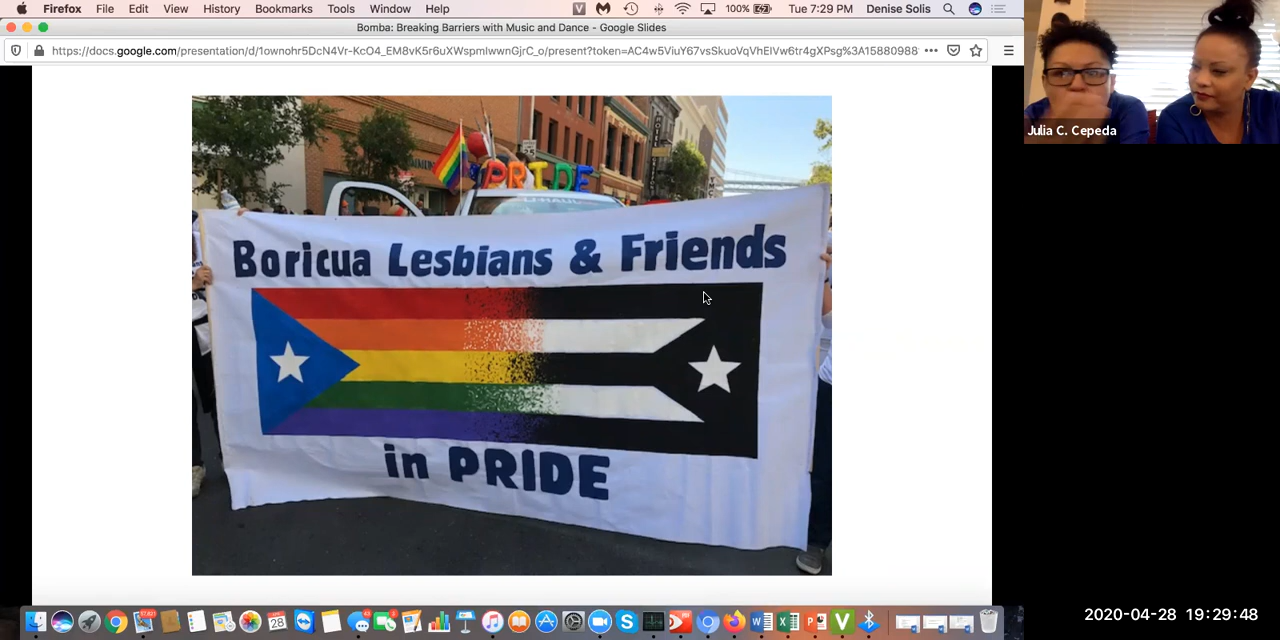 Firefox File Edit View History Bookmarks Tools Window Help 100% Tue 7:29 PM Denise Solis
Bomba: Breaking Barriers with Music and Dance - Google Slides
https://docs.google.com/presentation/d/1ownohr5DcN4Vr-KcO4_EM8vK5r6uXWspmlwwnGjrC_o/present?token=AC4w5ViuY67vsSkuoVqVhElVw6tr4gXPsg%3A15880988
Julia C. Cepeda
PRIDE
Boricua Lesbians & Friends
in PRIDE
2020-04-28 19:29:48